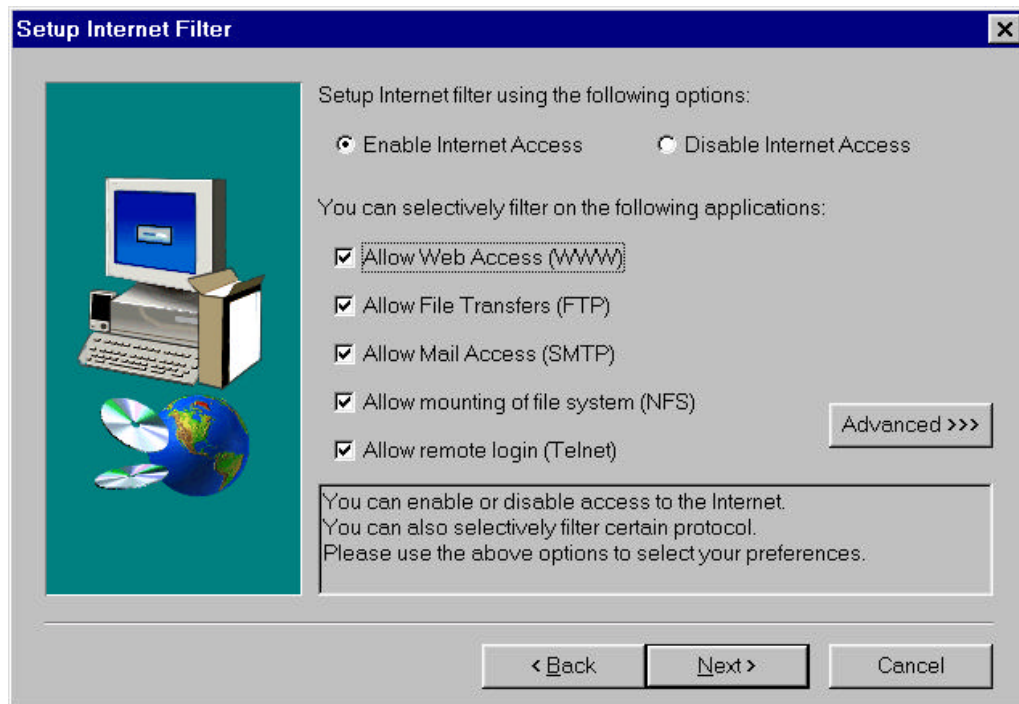 Setup Internet Filter
Setup Internet filter using the following options:
Enable Internet Access
Disable Internet Access
You can selectively filter on the following applications:
Allow Web Access (WWW)
Allow File Transfers (FTP)
Allow Mail Access (SMTP)
Allow mounting of file system (NFS)
Advanced >>>
Allow remote login (Telnet)
You can enable or disable access to the Internet.
You can also selectively filter certain protocol.
Please use the above options to select your preferences.
< Back
Next >
Cancel